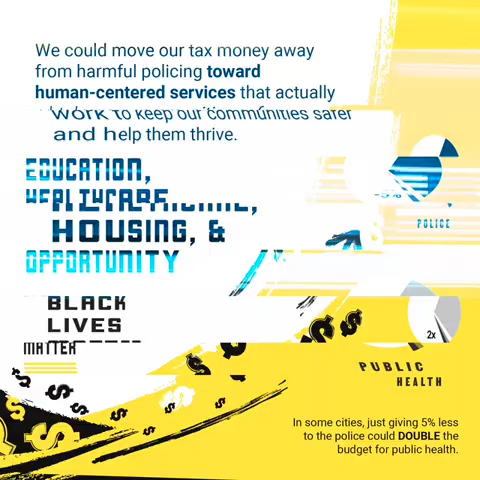 We could move our tax money away
from harmful policing toward
human-centered services that actually
work to keep our communities safer
and help them thrive.
EDUCATION,
HOUSING, &
OPPORTUNITY
BLACK
LIVES
MATTER
5%
POLICE
2x
PUBLIC
HEALTH
In some cities, just giving 5% less
to the police could DOUBLE the
budget for public health.